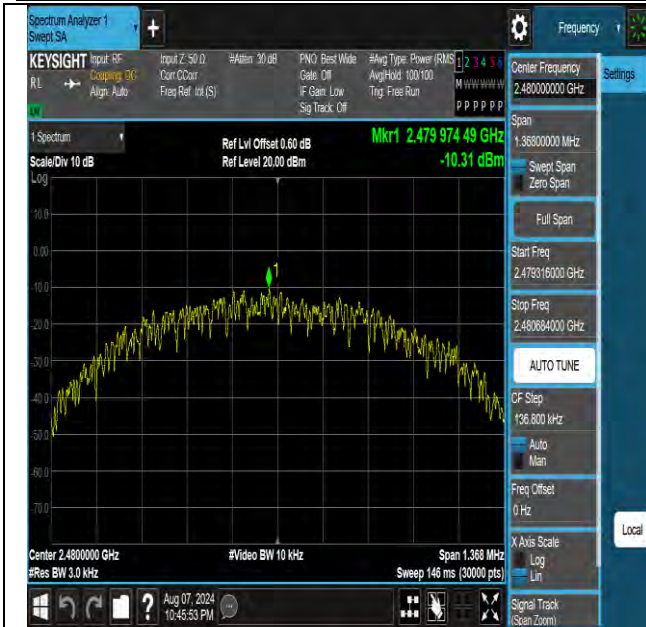 Spectrum Analyzer 1
Swept SA
+
Frequency
KEYSIGHT
RL
Input: RF
Coupling: DC
Align: Auto
Input Z: 50 Ω
Corr CCorr
Freq Ref: Int (S)
#Atten: 30 dB
PNO: Best Wide
Gate: Off
IF Gain: Low
Sig Track: Off
#Avg Type: Power (RMS
Avg|Hold: 100/100
Trig: Free Run
1 2 3 4 5 6
M W W W W W
P P P P P P
Center Frequency
2.480000000 GHz
Settings
Span
1.36800000 MHz
Swept Span
Zero Span
Full Span
Start Freq
2.479316000 GHz
Stop Freq
2.480684000 GHz
AUTO TUNE
CF Step
136.800 kHz
Auto
Man
Freq Offset
0 Hz
X Axis Scale
Log
Lin
Local
Signal Track
(Span Zoom)
1 Spectrum
Scale/Div 10 dB
Ref Lvl Offset 0.60 dB
Ref Level 20.00 dBm
Mkr1 2.479 974 49 GHz
-10.31 dBm
Log
10.0
0.00
-10.0
-20.0
-30.0
-40.0
-50.0
-60.0
-70.0
1
Center 2.4800000 GHz
#Res BW 3.0 kHz
#Video BW 10 kHz
Span 1.368 MHz
Sweep 146 ms (30000 pts)
?
Aug 07, 2024
10:45:53 PM